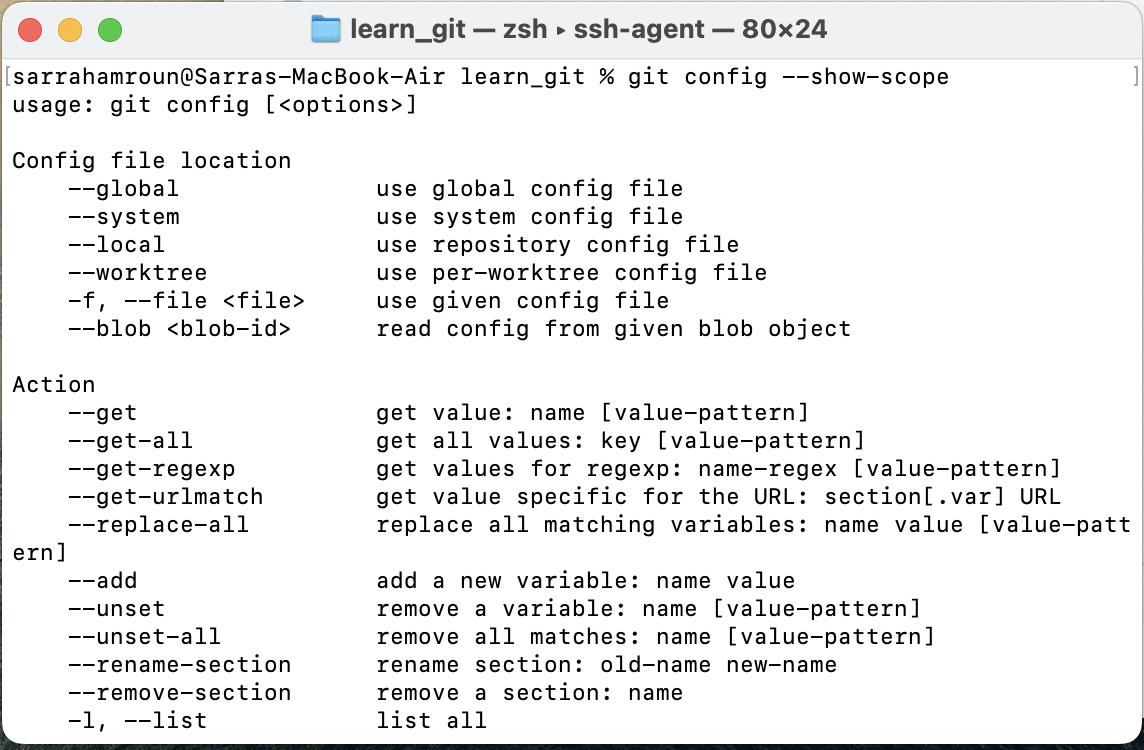 learn_git — zsh ▸ ssh-agent — 80×24
[sarrahamroun@Sarras-MacBook-Air learn_git % git config --show-scope ]
usage: git config [<options>]

Config file location
    --global              use global config file
    --system              use system config file
    --local               use repository config file
    --worktree            use per-worktree config file
    -f, --file <file>     use given config file
    --blob <blob-id>      read config from given blob object

Action
    --get                 get value: name [value-pattern]
    --get-all             get all values: key [value-pattern]
    --get-regexp          get values for regexp: name-regex [value-pattern]
    --get-urlmatch        get value specific for the URL: section[.var] URL
    --replace-all         replace all matching variables: name value [value-patt
ern]
    --add                 add a new variable: name value
    --unset               remove a variable: name [value-pattern]
    --unset-all           remove all matches: name [value-pattern]
    --rename-section      rename section: old-name new-name
    --remove-section      remove a section: name
    -l, --list            list all